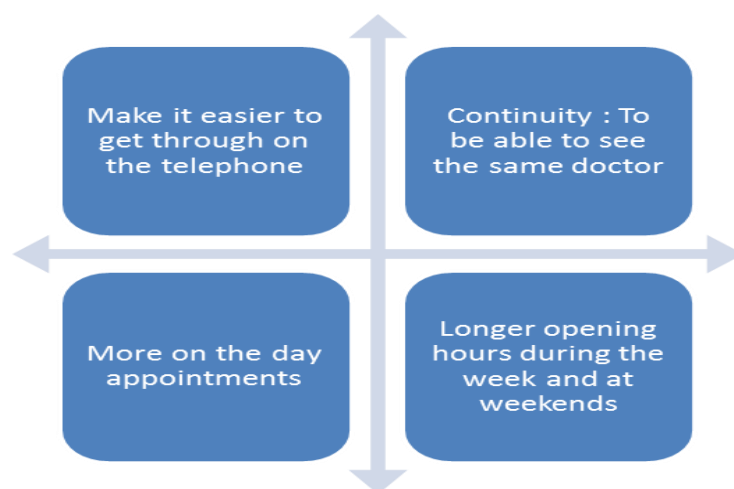 Make it easier to
get through on
the telephone
Continuity : To
be able to see
the same doctor
More on the day
appointments
Longer opening
hours during the
week and at
weekends